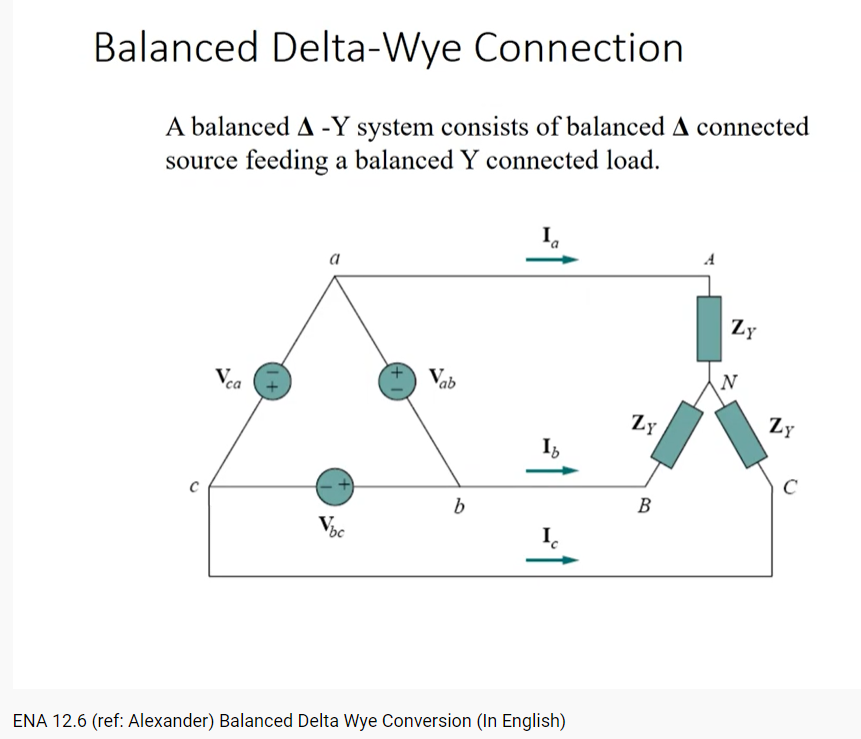 Balanced Delta-Wye Connection
A balanced Δ -Y system consists of balanced Δ connected
source feeding a balanced Y connected load.
Ia
a
A
ZY
Vca
Vab
N
ZY
ZY
Ib
c
b
B
C
Vbc
Ic
ENA 12.6 (ref: Alexander) Balanced Delta Wye Conversion (In English)